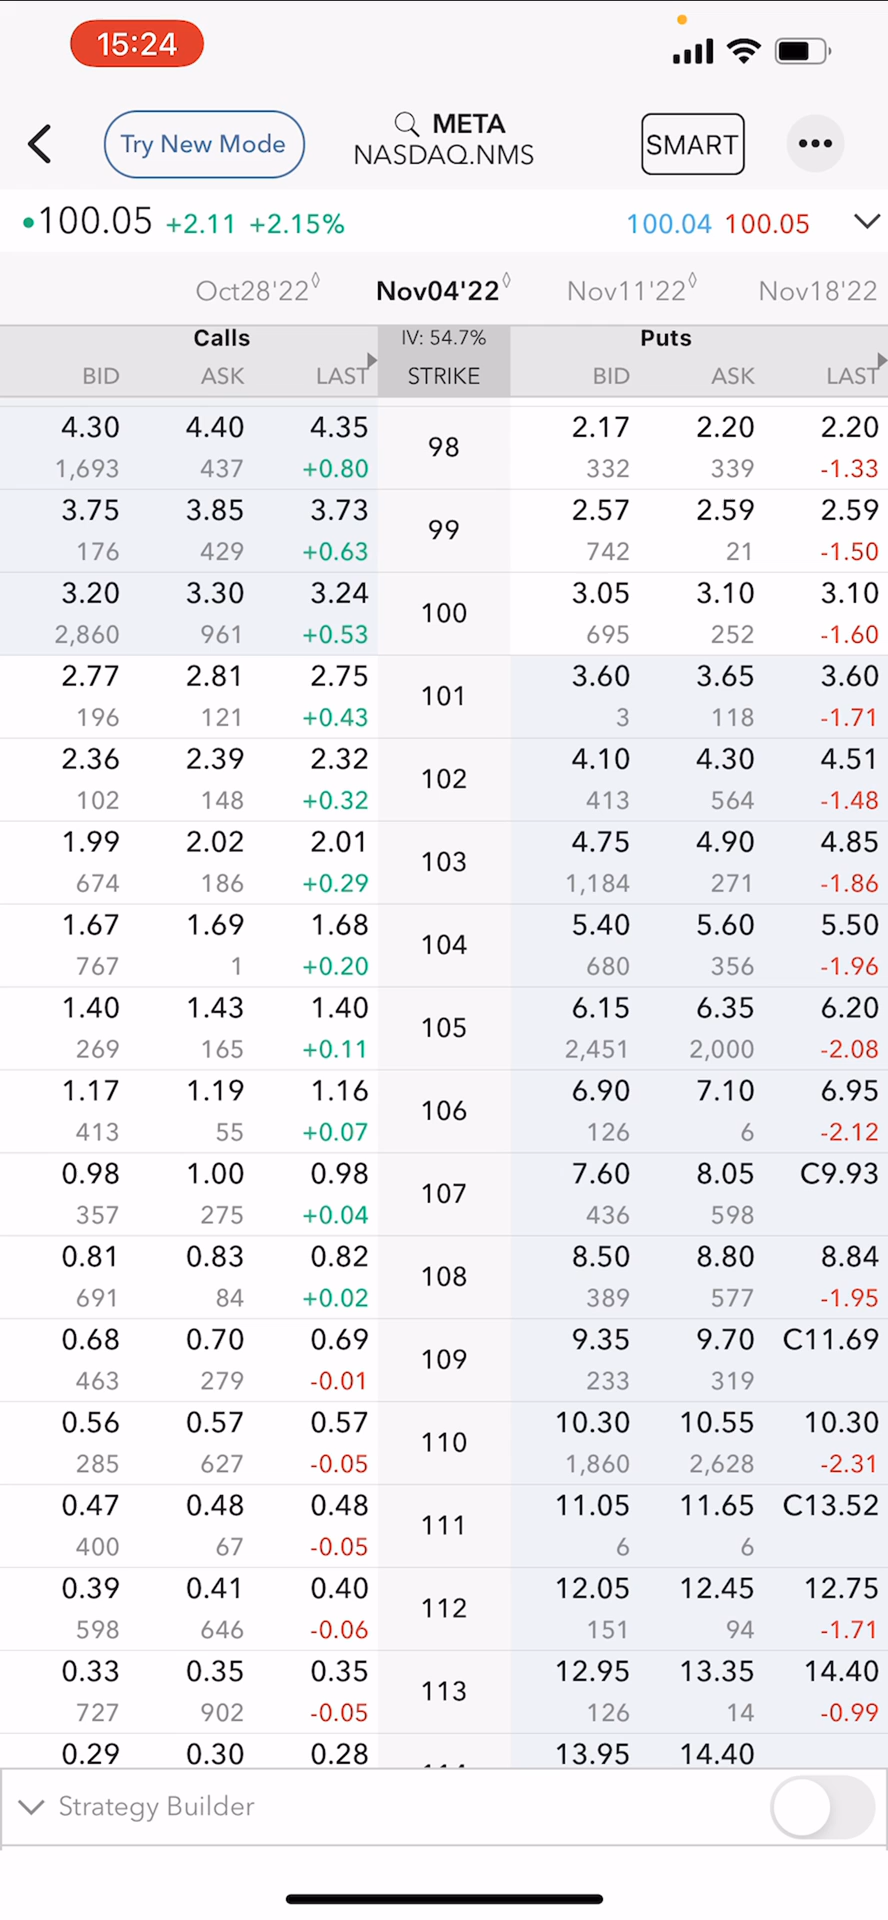 15:24
Try New Mode
META
NASDAQ.NMS
SMART
100.05 +2.11 +2.15% 100.04 100.05
Oct28'22◊ Nov04'22◊ Nov11'22◊ Nov18'22
Calls IV: 54.7% Puts
BID ASK LAST STRIKE BID ASK LAST
4.30 4.40 4.35 98 2.17 2.20 2.20
1,693 437 +0.80 332 339 -1.33
3.75 3.85 3.73 99 2.57 2.59 2.59
176 429 +0.63 742 21 -1.50
3.20 3.30 3.24 100 3.05 3.10 3.10
2,860 961 +0.53 695 252 -1.60
2.77 2.81 2.75 101 3.60 3.65 3.60
196 121 +0.43 3 118 -1.71
2.36 2.39 2.32 102 4.10 4.30 4.51
102 148 +0.32 413 564 -1.48
1.99 2.02 2.01 103 4.75 4.90 4.85
674 186 +0.29 1,184 271 -1.86
1.67 1.69 1.68 104 5.40 5.60 5.50
767 1 +0.20 680 356 -1.96
1.40 1.43 1.40 105 6.15 6.35 6.20
269 165 +0.11 2,451 2,000 -2.08
1.17 1.19 1.16 106 6.90 7.10 6.95
413 55 +0.07 126 6 -2.12
0.98 1.00 0.98 107 7.60 8.05 C9.93
357 275 +0.04 436 598
0.81 0.83 0.82 108 8.50 8.80 8.84
691 84 +0.02 389 577 -1.95
0.68 0.70 0.69 109 9.35 9.70 C11.69
463 279 -0.01 233 319
0.56 0.57 0.57 110 10.30 10.55 10.30
285 627 -0.05 1,860 2,628 -2.31
0.47 0.48 0.48 111 11.05 11.65 C13.52
400 67 -0.05 6 6
0.39 0.41 0.40 112 12.05 12.45 12.75
598 646 -0.06 151 94 -1.71
0.33 0.35 0.35 113 12.95 13.35 14.40
727 902 -0.05 126 14 -0.99
0.29 0.30 0.28 13.95 14.40
Strategy Builder